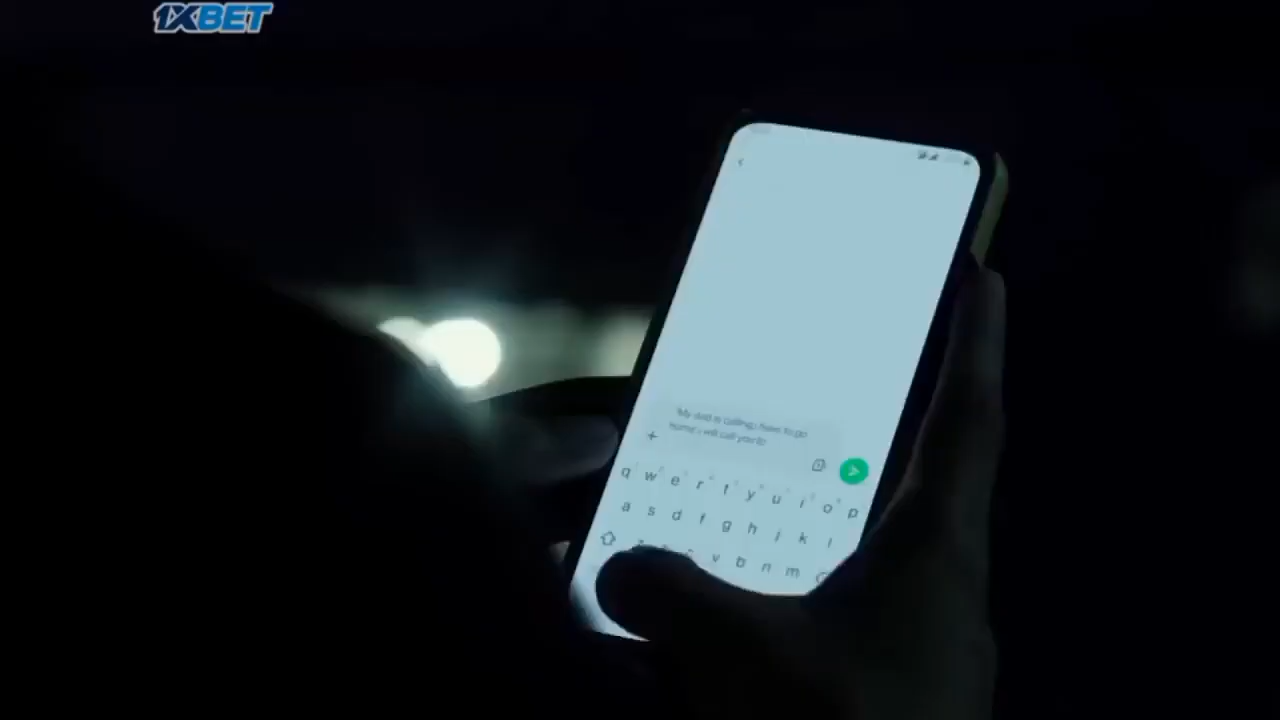 1XBET
My dad is calling,i have to go
home i will call you l
q w e r t y u i o p
a s d f g h j k l
v b n m